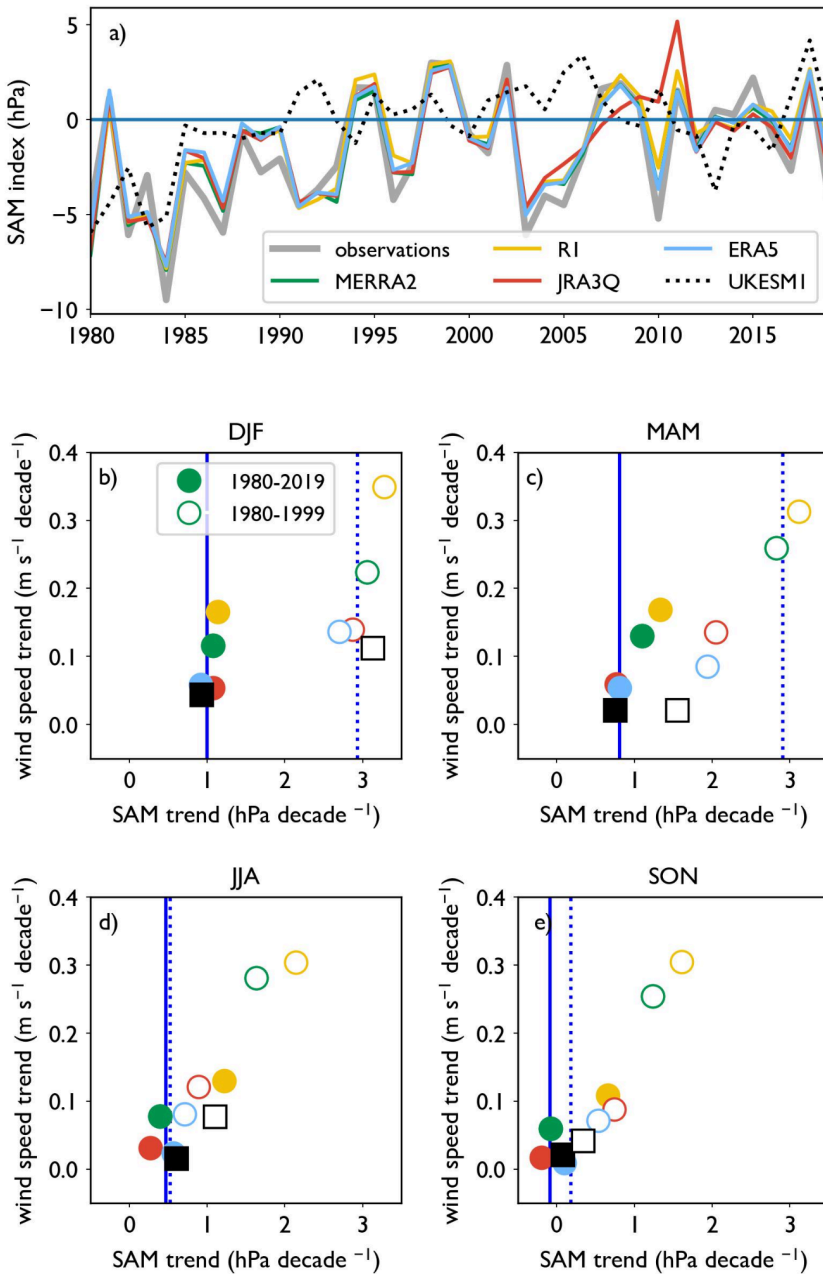 a)
SAM index (hPa)
5
0
−5
−10
observations
R1
ERA5
MERRA2
JRA3Q
UKESM1
1980 1985 1990 1995 2000 2005 2010 2015
DJF
b)
1980-2019
1980-1999
wind speed trend (m s⁻¹ decade⁻¹)
0.4
0.3
0.2
0.1
0.0
0 1 2 3
SAM trend (hPa decade ⁻¹)
MAM
c)
wind speed trend (m s⁻¹ decade⁻¹)
0.4
0.3
0.2
0.1
0.0
0 1 2 3
SAM trend (hPa decade ⁻¹)
JJA
d)
wind speed trend (m s⁻¹ decade⁻¹)
0.4
0.3
0.2
0.1
0.0
0 1 2 3
SAM trend (hPa decade ⁻¹)
SON
e)
wind speed trend (m s⁻¹ decade⁻¹)
0.4
0.3
0.2
0.1
0.0
0 1 2 3
SAM trend (hPa decade ⁻¹)